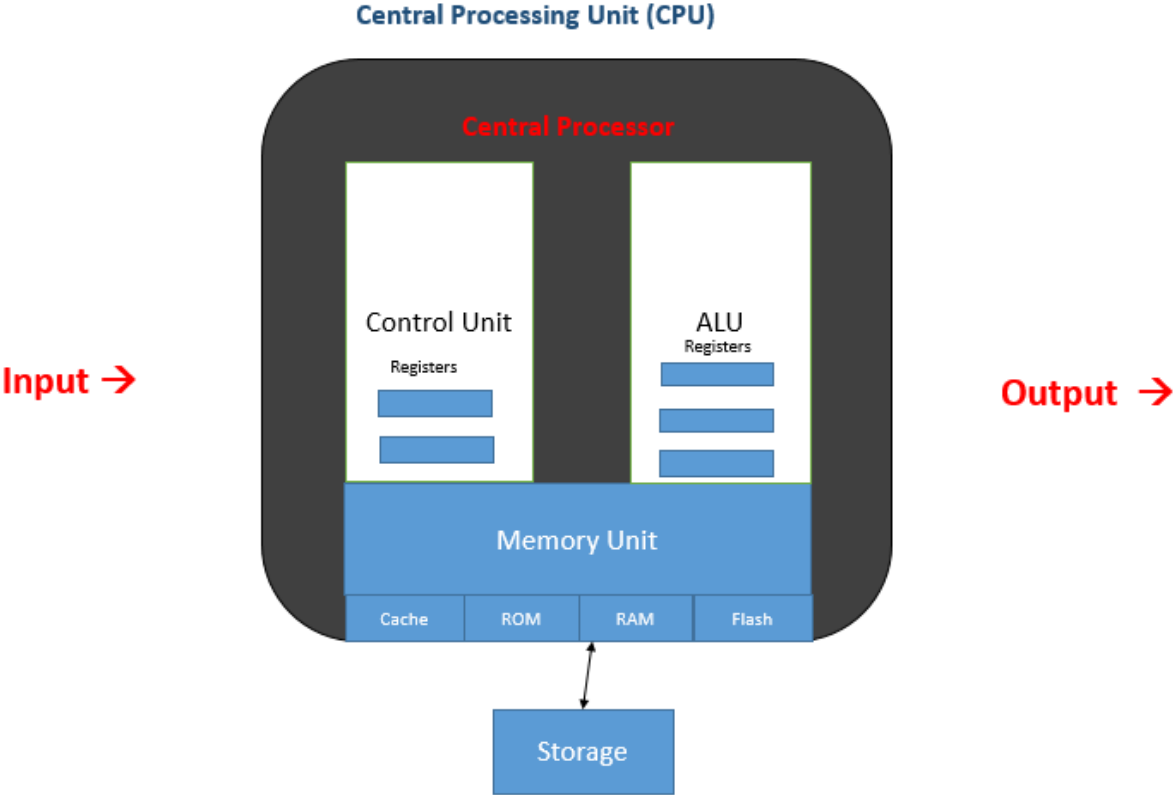 Central Processing Unit (CPU)
Central Processor
Control Unit
Registers
ALU
Registers
Input →
Output →
Memory Unit
Cache
ROM
RAM
Flash
Storage